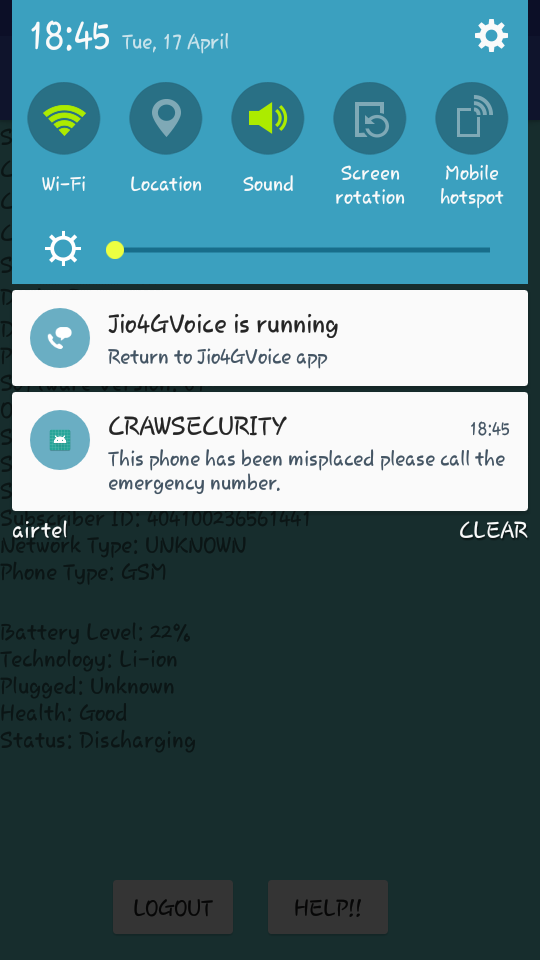 18:45 Tue, 17 April
Wi-Fi
Location
Sound
Screen rotation
Mobile hotspot
Jio4GVoice is running
Return to Jio4GVoice app
CRAWSECURITY 18:45
This phone has been misplaced please call the
emergency number.
Subscriber ID: 404100236561441
airtel CLEAR
Network Type: UNKNOWN
Phone Type: GSM
Battery Level: 22%
Technology: Li-ion
Plugged: Unknown
Health: Good
Status: Discharging
LOGOUT HELP!!